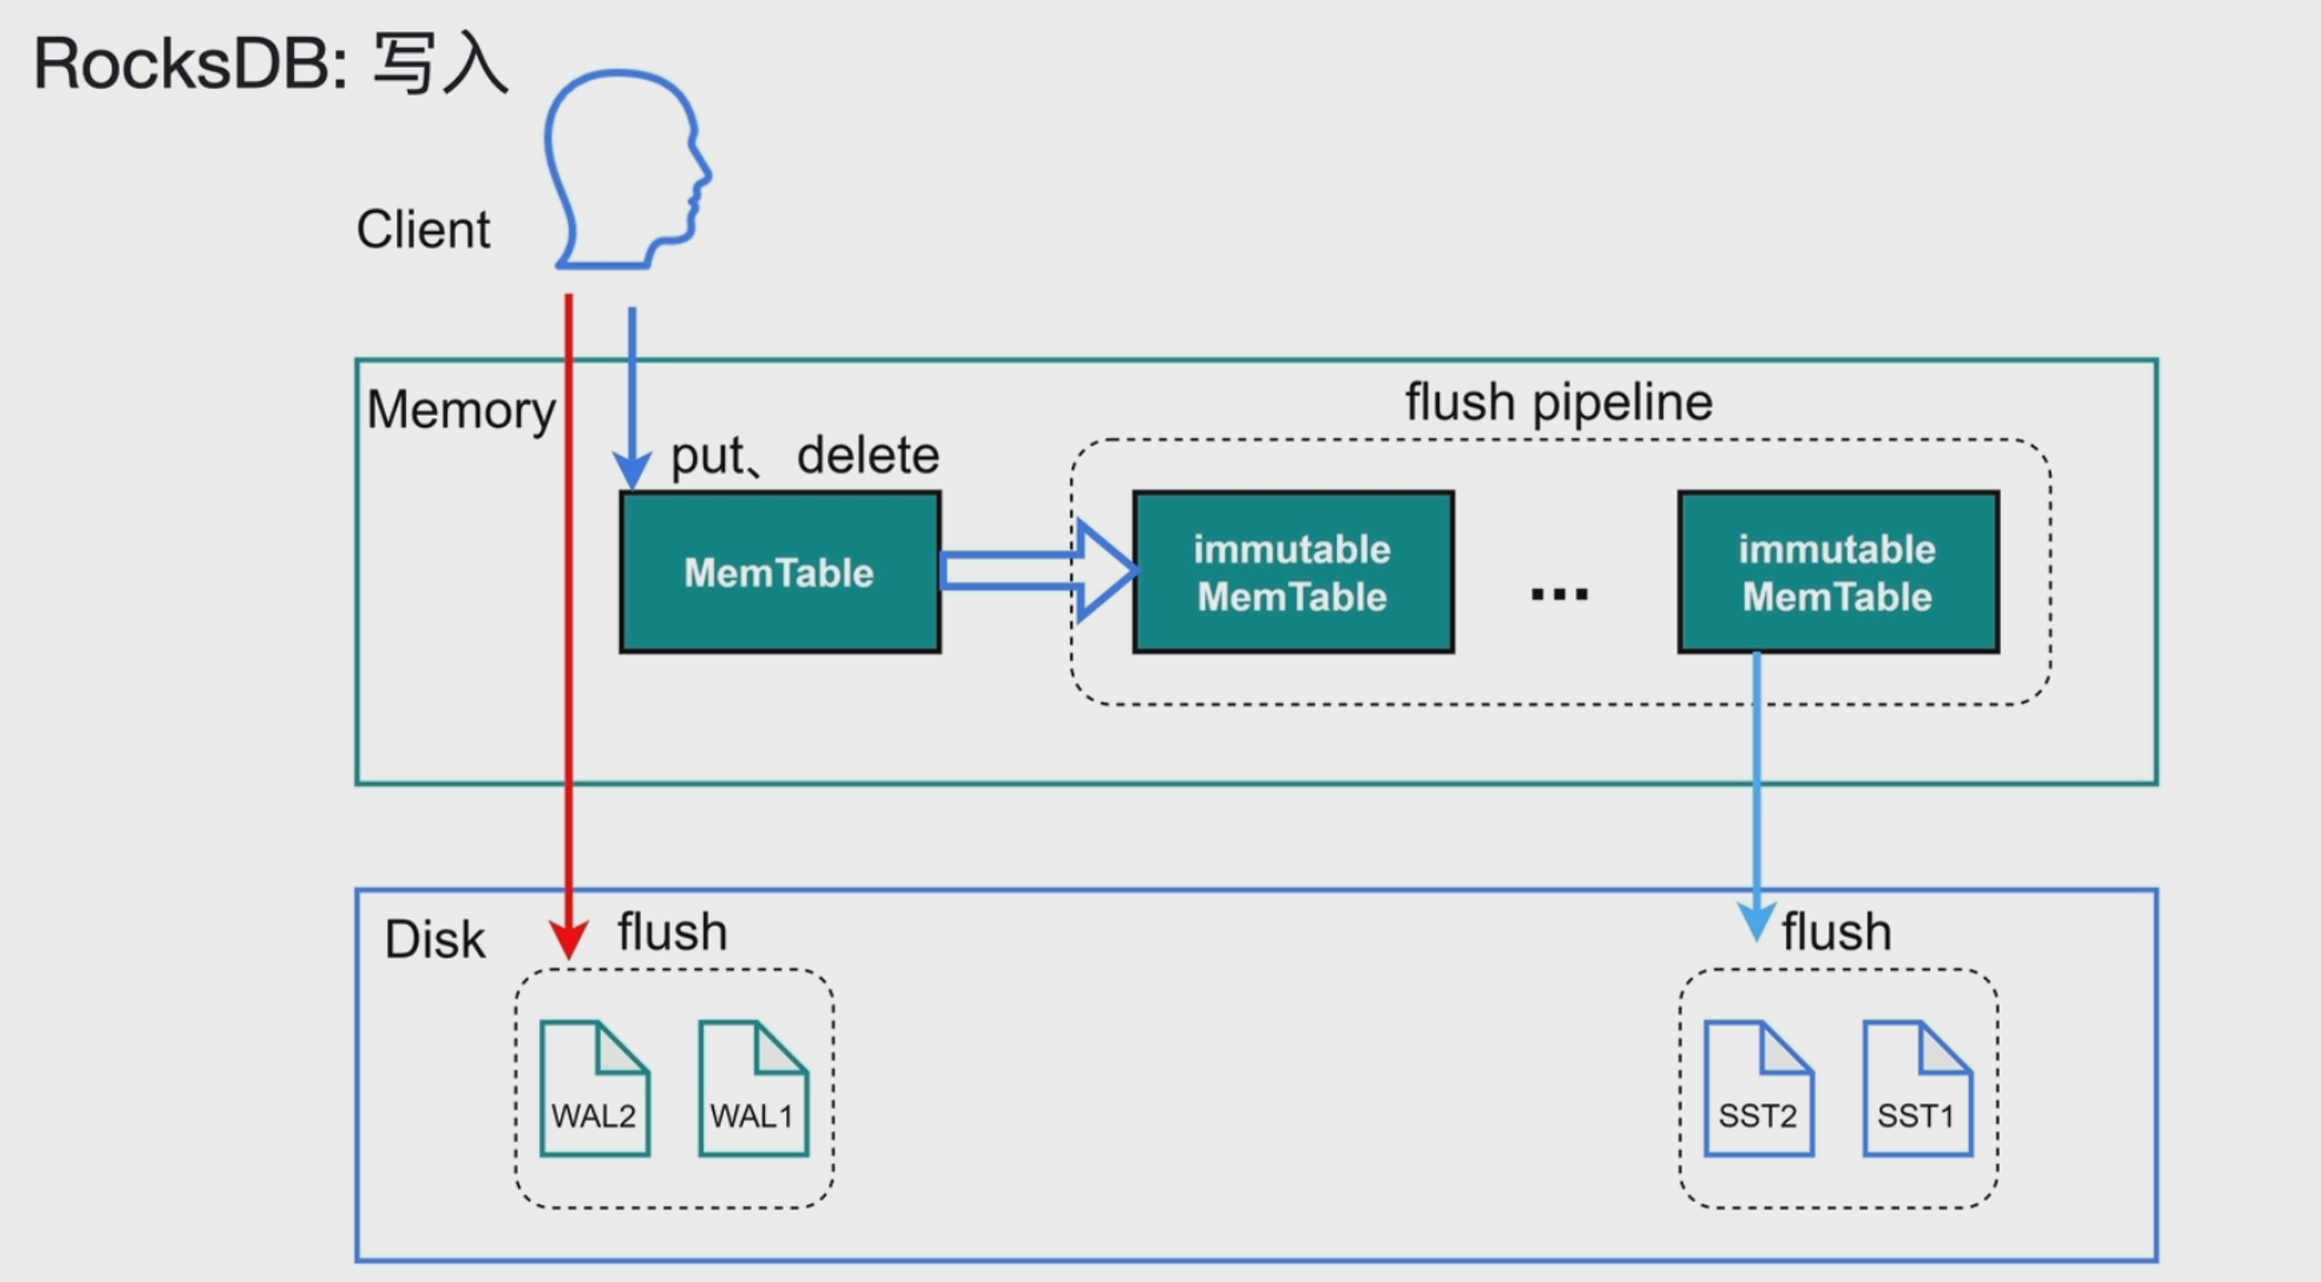 RocksDB: 写入
Client
Memory
flush pipeline
put、 delete
MemTable
immutable
MemTable
...
immutable
MemTable
Disk
flush
flush
WAL2
WAL1
SST2
SST1